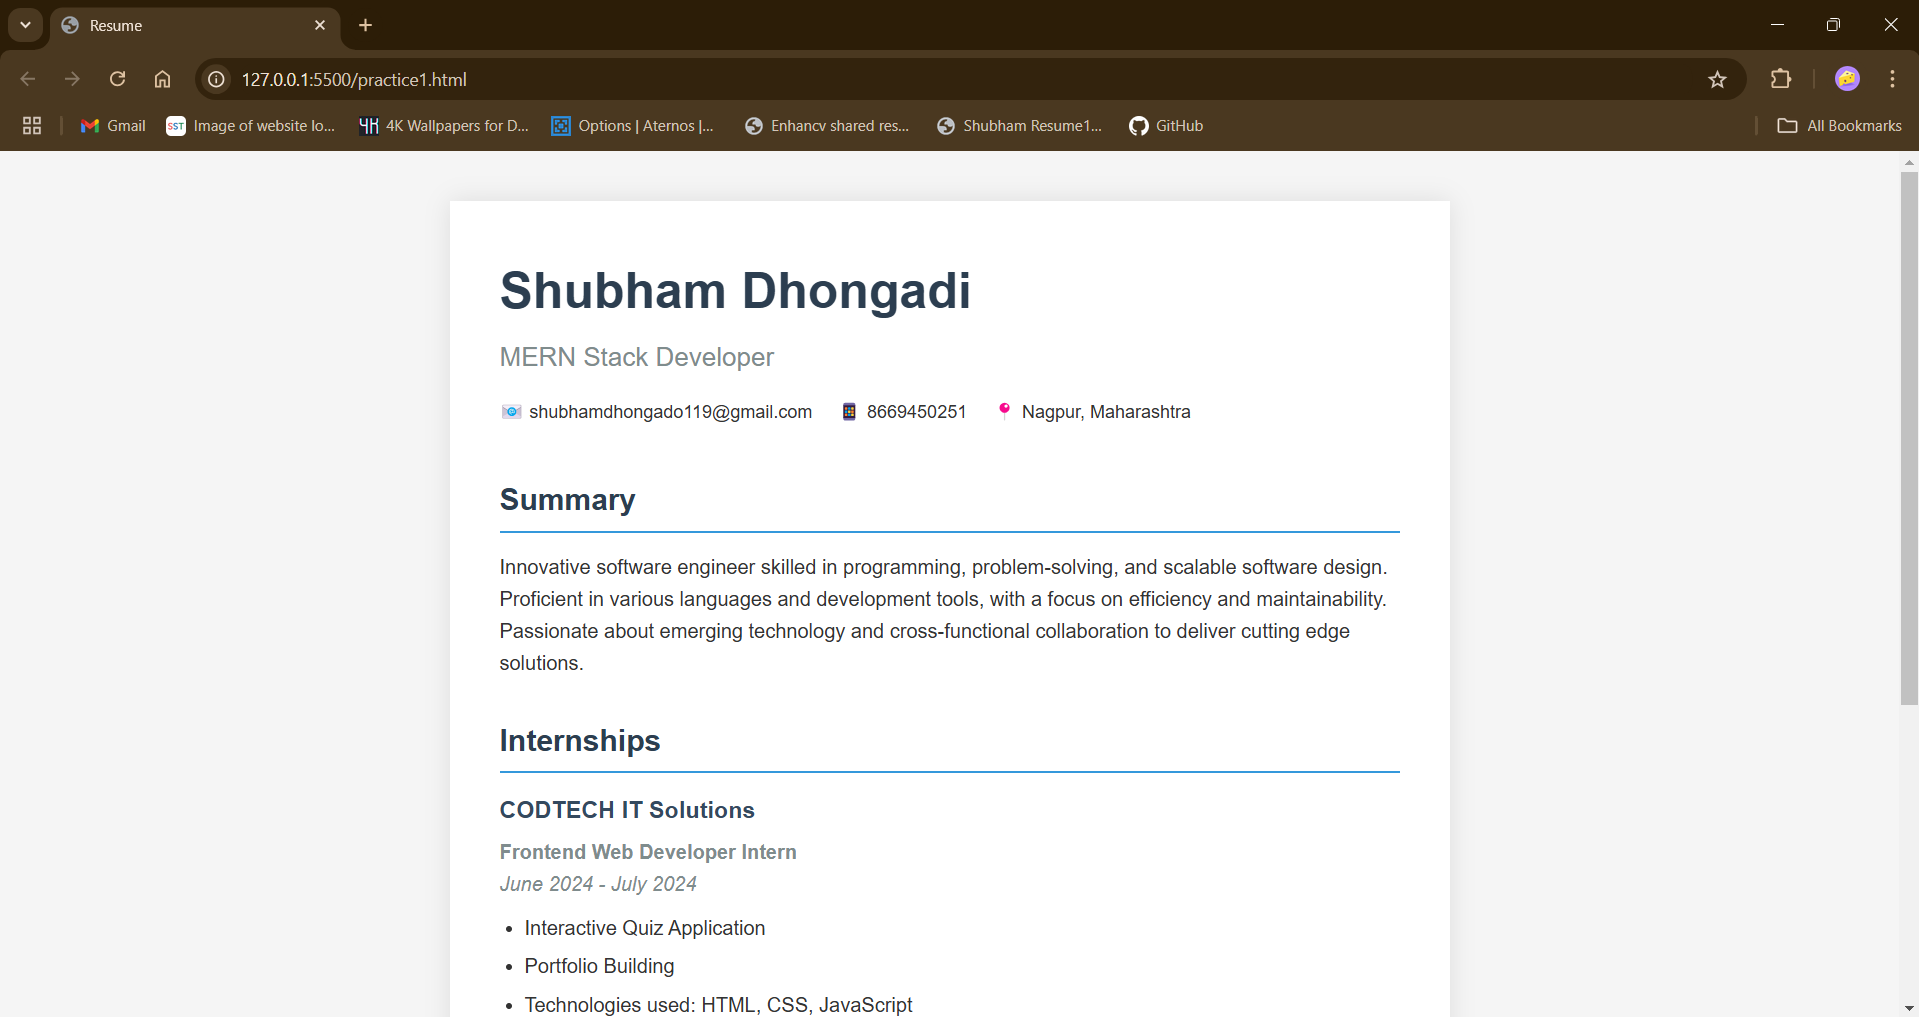 Resume
127.0.0.1:5500/practice1.html
Gmail
SST
Image of website lo...
4K Wallpapers for D...
Options | Aternos |...
Enhancv shared res...
Shubham Resume1...
GitHub
All Bookmarks
Shubham Dhongadi
MERN Stack Developer
shubhamdhongado119@gmail.com 8669450251 Nagpur, Maharashtra
Summary
Innovative software engineer skilled in programming, problem-solving, and scalable software design.
Proficient in various languages and development tools, with a focus on efficiency and maintainability.
Passionate about emerging technology and cross-functional collaboration to deliver cutting edge
solutions.
Internships
CODTECH IT Solutions
Frontend Web Developer Intern
June 2024 - July 2024
• Interactive Quiz Application
• Portfolio Building
• Technologies used: HTML, CSS, JavaScript